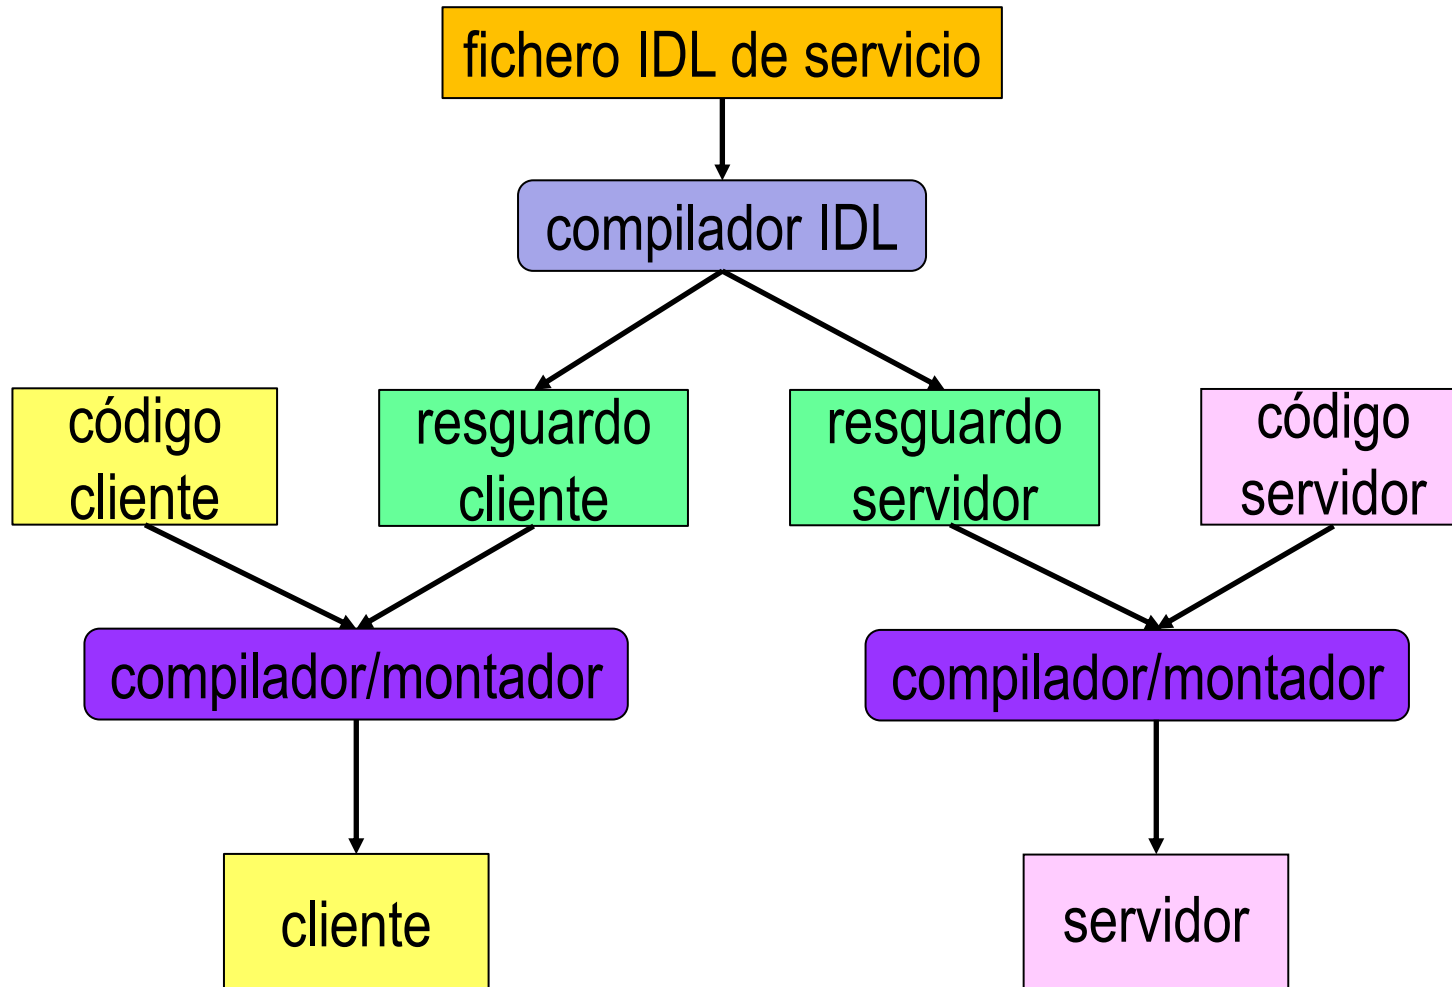 fichero IDL de servicio
compilador IDL
código
cliente
resguardo
cliente
resguardo
servidor
código
servidor
compilador/montador
compilador/montador
cliente
servidor